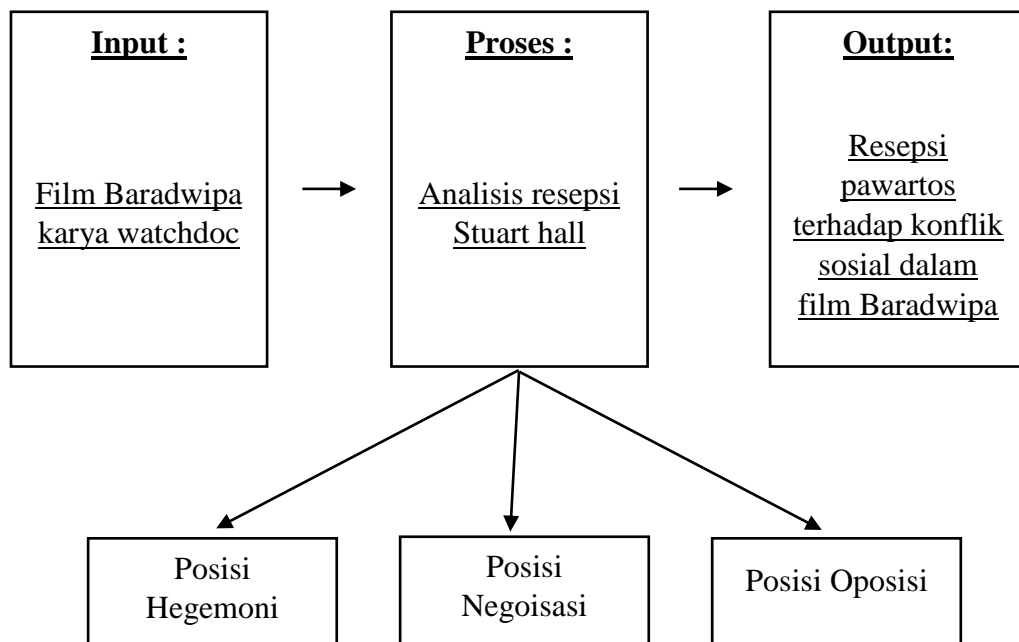 Input :
Film Baradwipa
karya watchdoc
Proses :
Analisis resepsi
Stuart hall
Output:
Resepsi
pawartos
terhadap konflik
sosial dalam
film Baradwipa
Posisi
Hegemoni
Posisi
Negoisasi
Posisi Oposisi